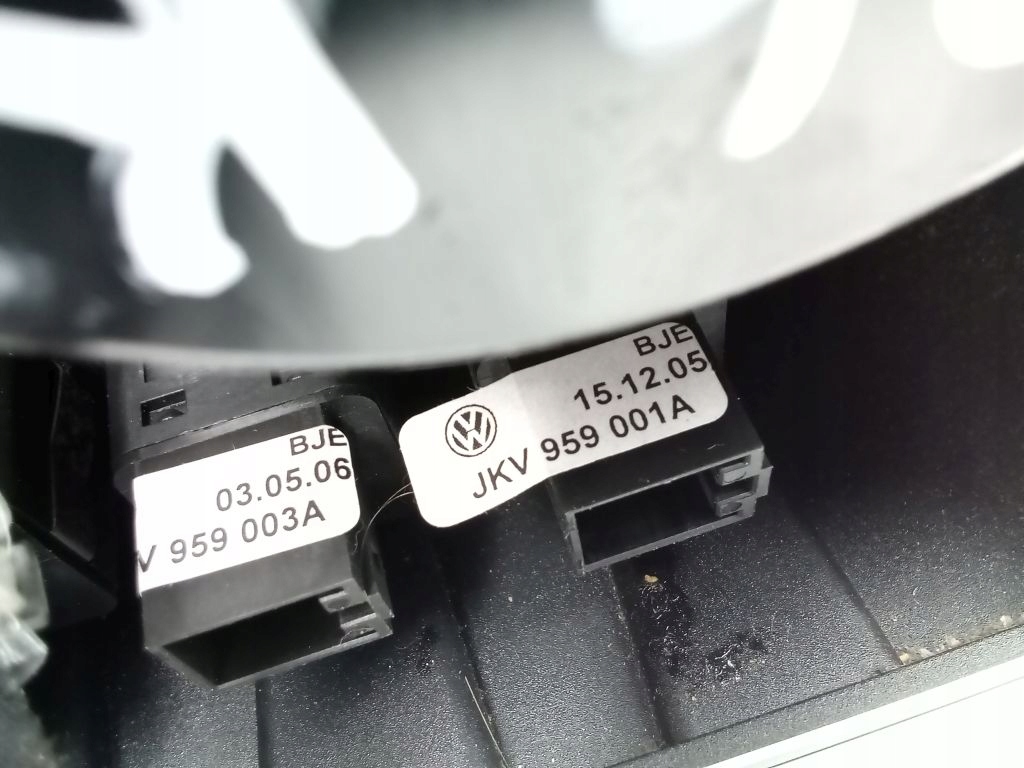 BJE
03.05.06
V 959 003A
BJE
15.12.05
JKV 959 001A